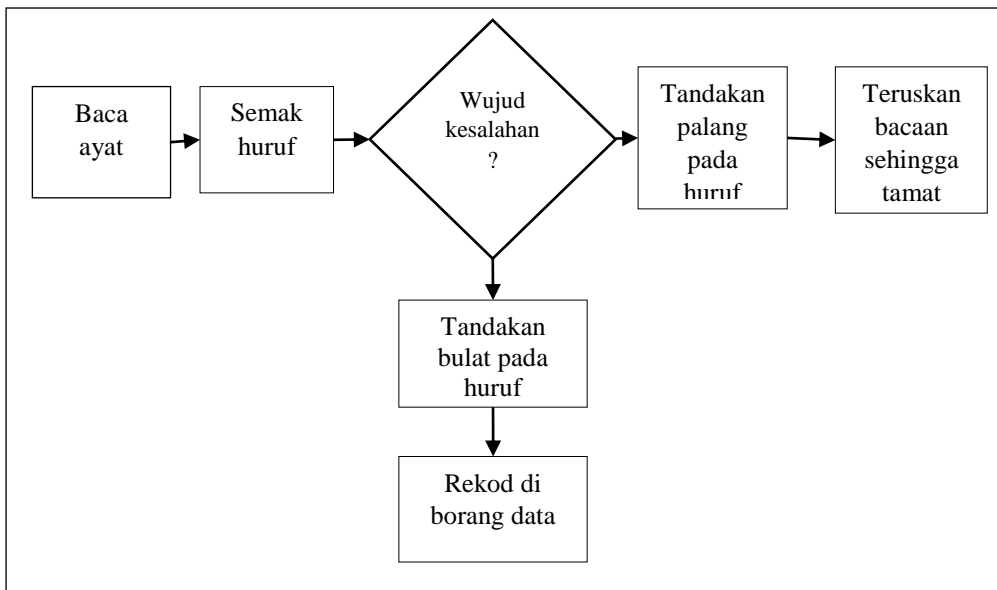 Baca
ayat
Semak
huruf
Wujud
kesalahan
?
Tandakan
palang
pada
huruf
Teruskan
bacaan
sehingga
tamat
Tandakan
bulat pada
huruf
Rekod di
borang data